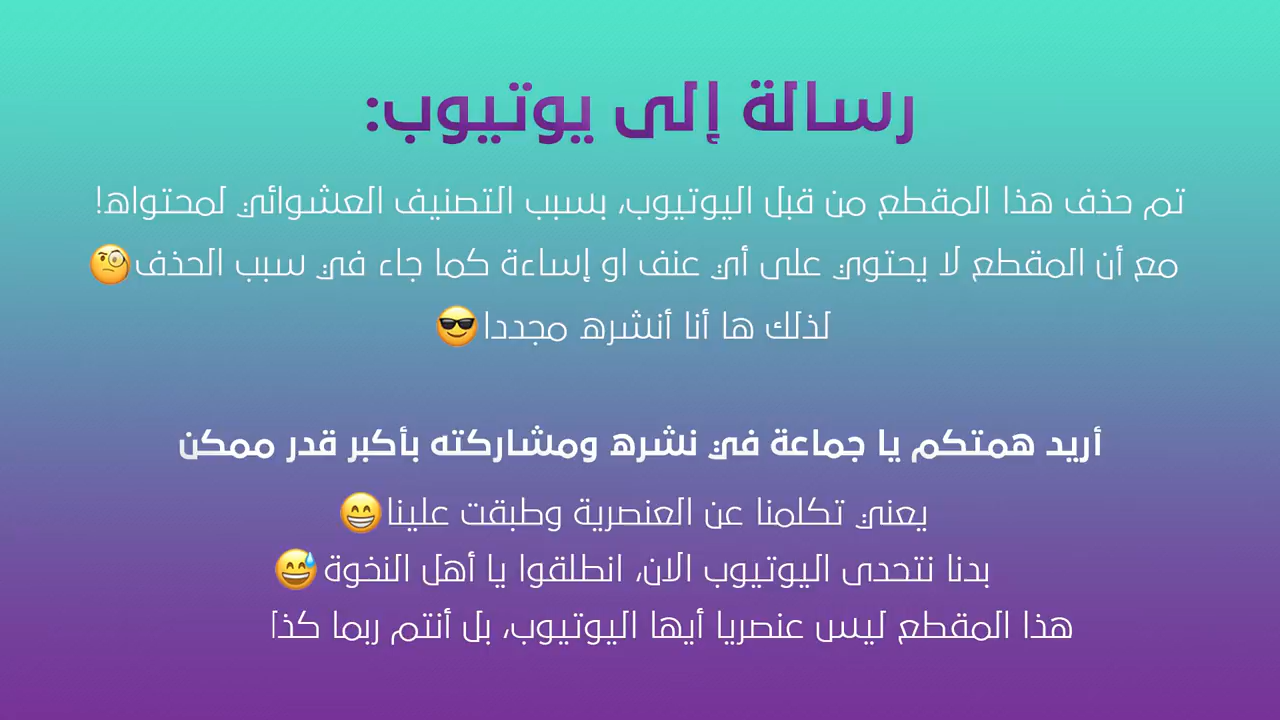 رسالة إلى يوتيوب:
تم حذف هذا المقطع من قبل اليوتيوب، بسبب التصنيف العشوائي لمحتواه!
مع أن المقطع لا يحتوي على أي عنف او إساءة كما جاء في سبب الحذف🧐
لذلك ها أنا أنشره مجددا😎
أريد همتكم يا جماعة في نشره ومشاركته بأكبر قدر ممكن
يعني تكلمنا عن العنصرية وطبقت علينا😁
بدنا نتحدى اليوتيوب الان، انطلقوا يا أهل النخوة😅
هذا المقطع ليس عنصريا أيها اليوتيوب، بل أنتم ربما كذا